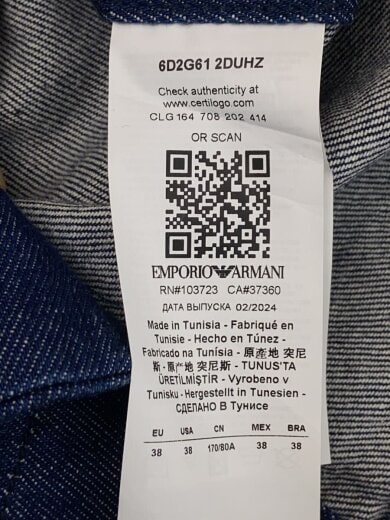 6D2G61 2DUHZ
Check authenticity at
www.certilogo.com
CLG 164 708 202 414
OR SCAN
EMPORIO ARMANI
RN#103723 CA#37360
ДАТА ВЫПУСКА 02/2024
Made in Tunisia - Fabriqué en
Tunisie - Hecho en Túnez -
Fabricado na Tunísia - 原產地 突尼
斯 - 原产地 突尼斯 - TUNUS'TA
ÜRETİLMİŞTİR - Vyrobeno v
Tunisku - Hergestellt in Tunesien -
СДЕЛАНО В Тунисе
EU USA CN MEX BRA
38 38 170/80A 38 38